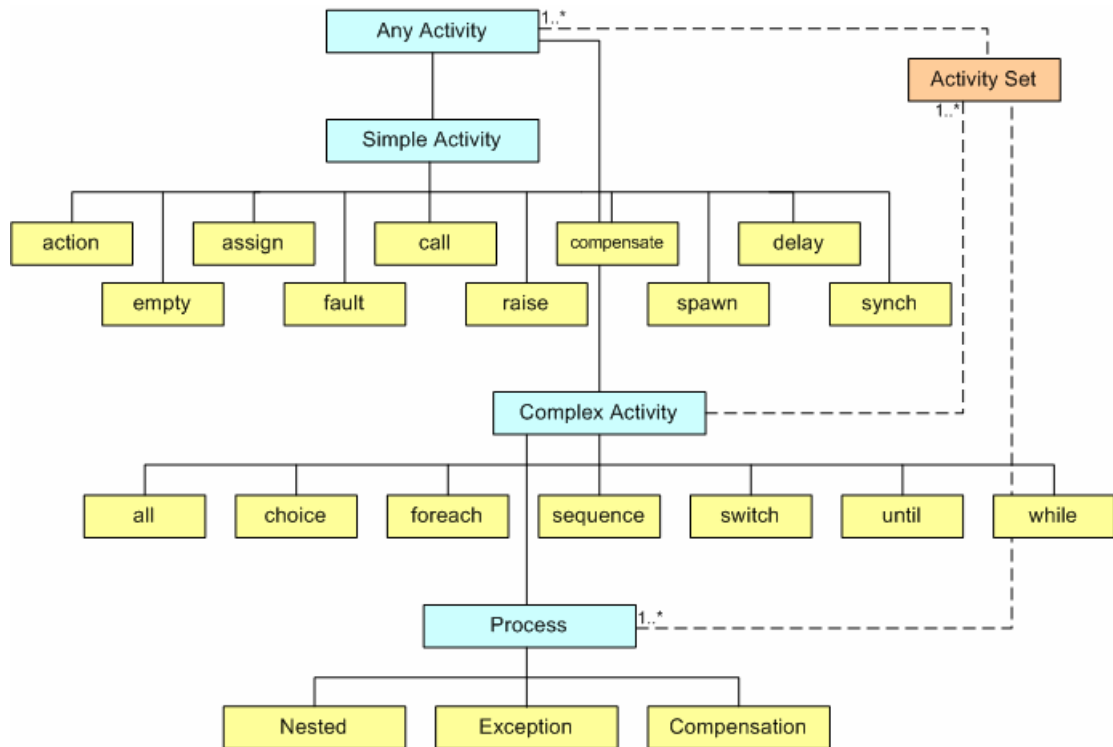 Any Activity
1..*
Activity Set
1..*
Simple Activity
action
assign
call
compensate
delay
empty
fault
raise
spawn
synch
Complex Activity
all
choice
foreach
sequence
switch
until
while
Process
1..*
Nested
Exception
Compensation